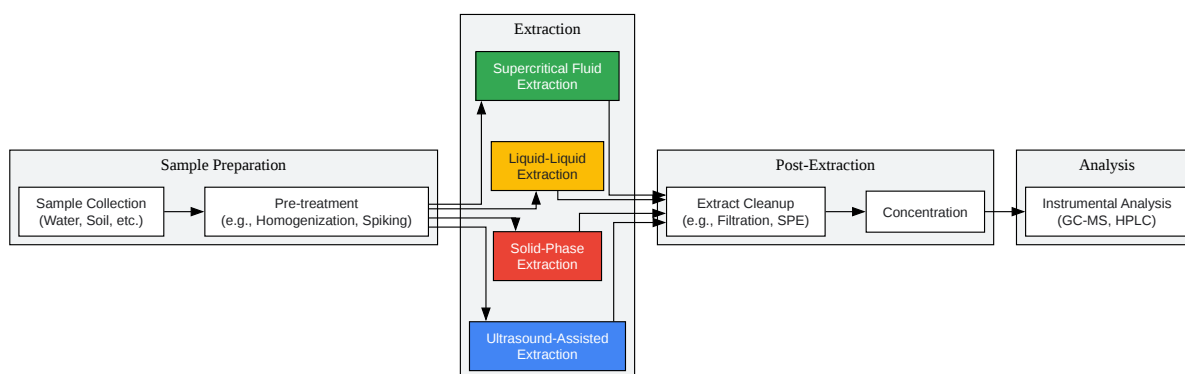 Sample Preparation
Sample Collection
(Water, Soil, etc.)
Pre-treatment
(e.g., Homogenization, Spiking)
Extraction
Supercritical Fluid
Extraction
Liquid-Liquid
Extraction
Solid-Phase
Extraction
Ultrasound-Assisted
Extraction
Post-Extraction
Extract Cleanup
(e.g., Filtration, SPE)
Concentration
Analysis
Instrumental Analysis
(GC-MS, HPLC)